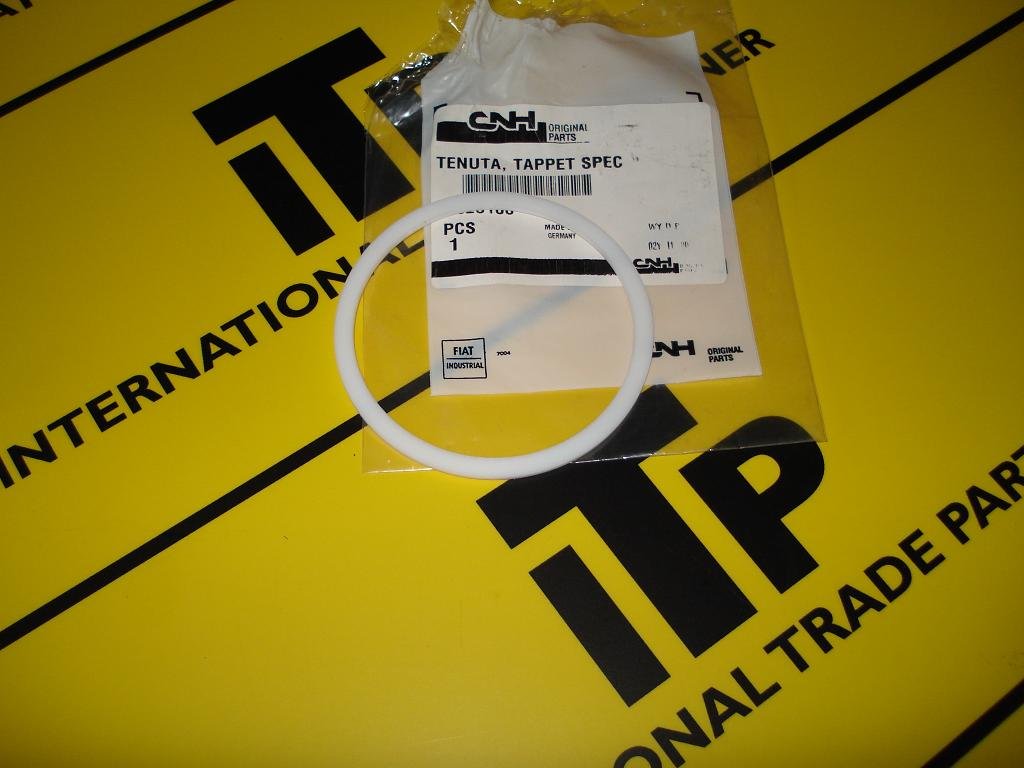 iTP
NER
INTERNATIONAL
CNH ORIGINAL PARTS
TENUTA, TAPPET SPEC
PCS
1
MADE
GERMANY
CNH
FIAT
INDUSTRIAL
7004
CNH ORIGINAL PARTS
iTP
ONAL TRADE PART